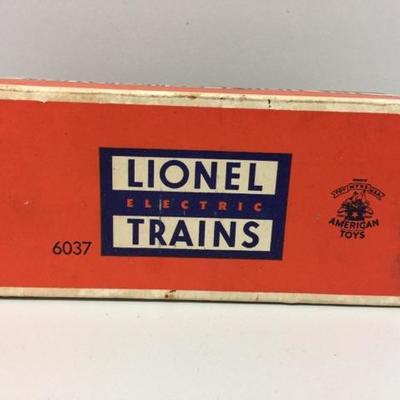 LIONEL
ELECTRIC
TRAINS
6037
AMERICAN
TOYS